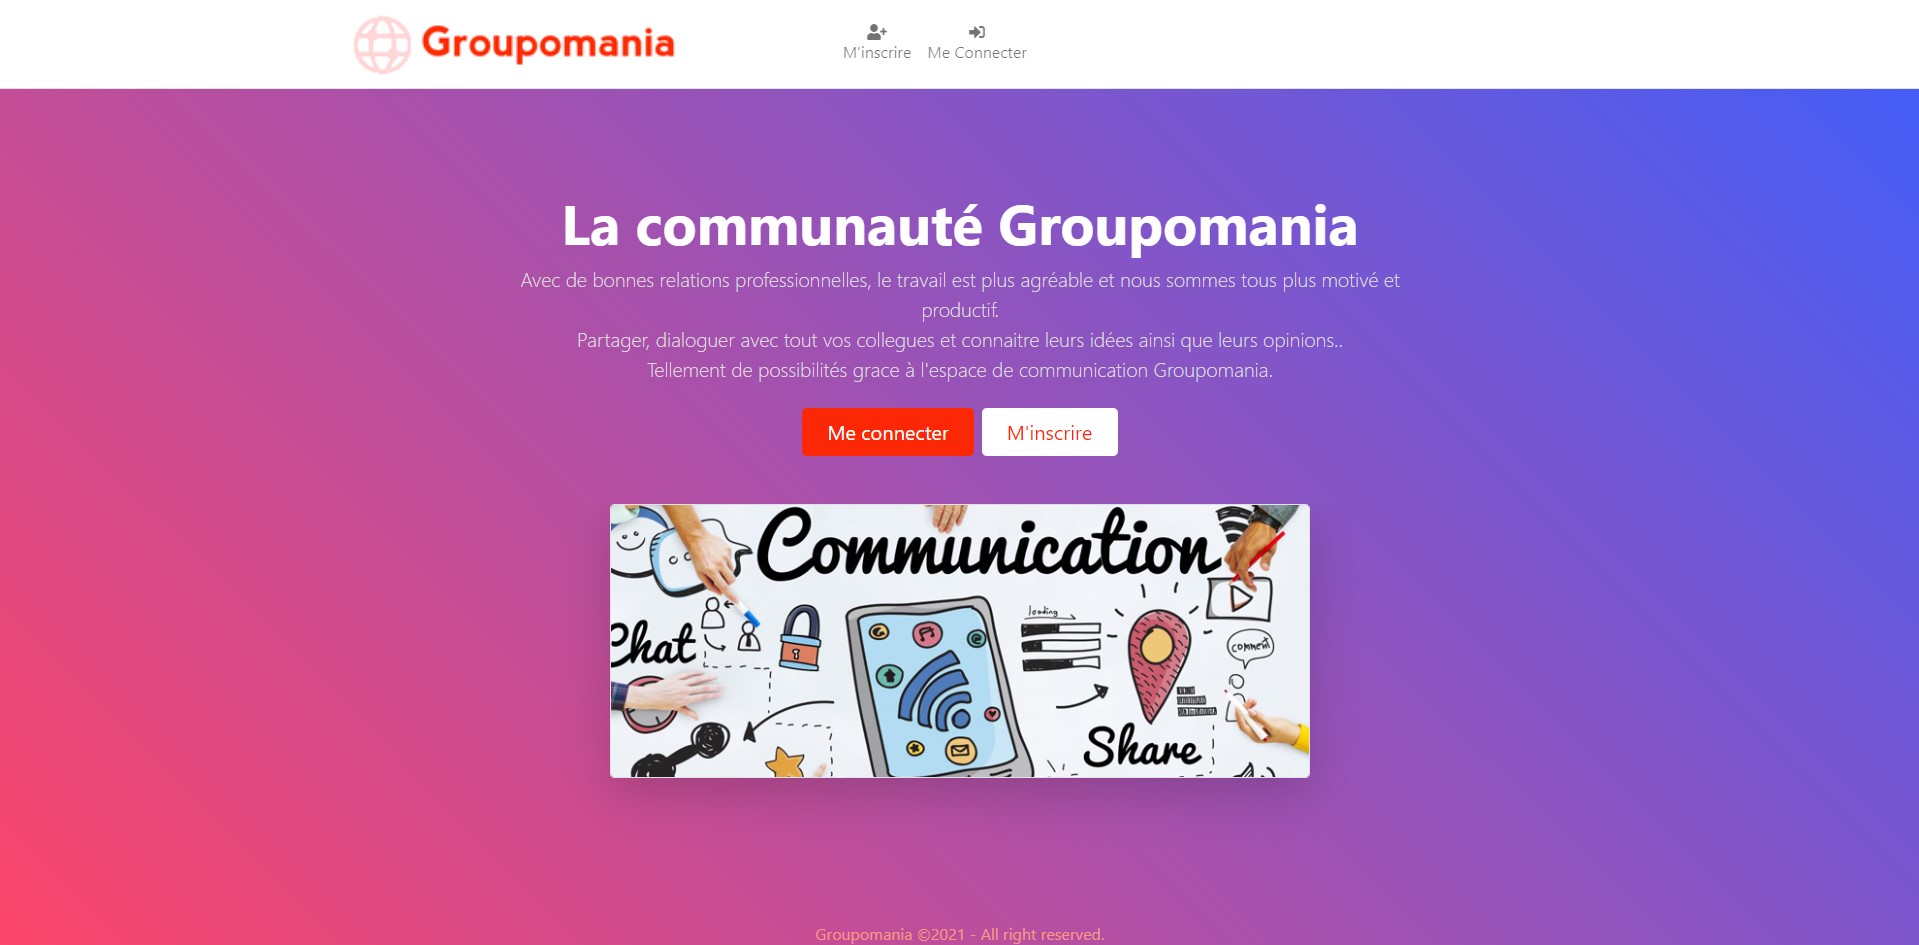 Groupomania
M'inscrire
Me Connecter
La communauté Groupomania
Avec de bonnes relations professionnelles, le travail est plus agréable et nous sommes tous plus motivé et
productif.
Partager, dialoguer avec tout vos collegues et connaitre leurs idées ainsi que leurs opinions..
Tellement de possibilités grace à l'espace de communication Groupomania.
Me connecter
M'inscrire
Communication
loading
Chat
comment
Share
Groupomania ©2021 - All right reserved.